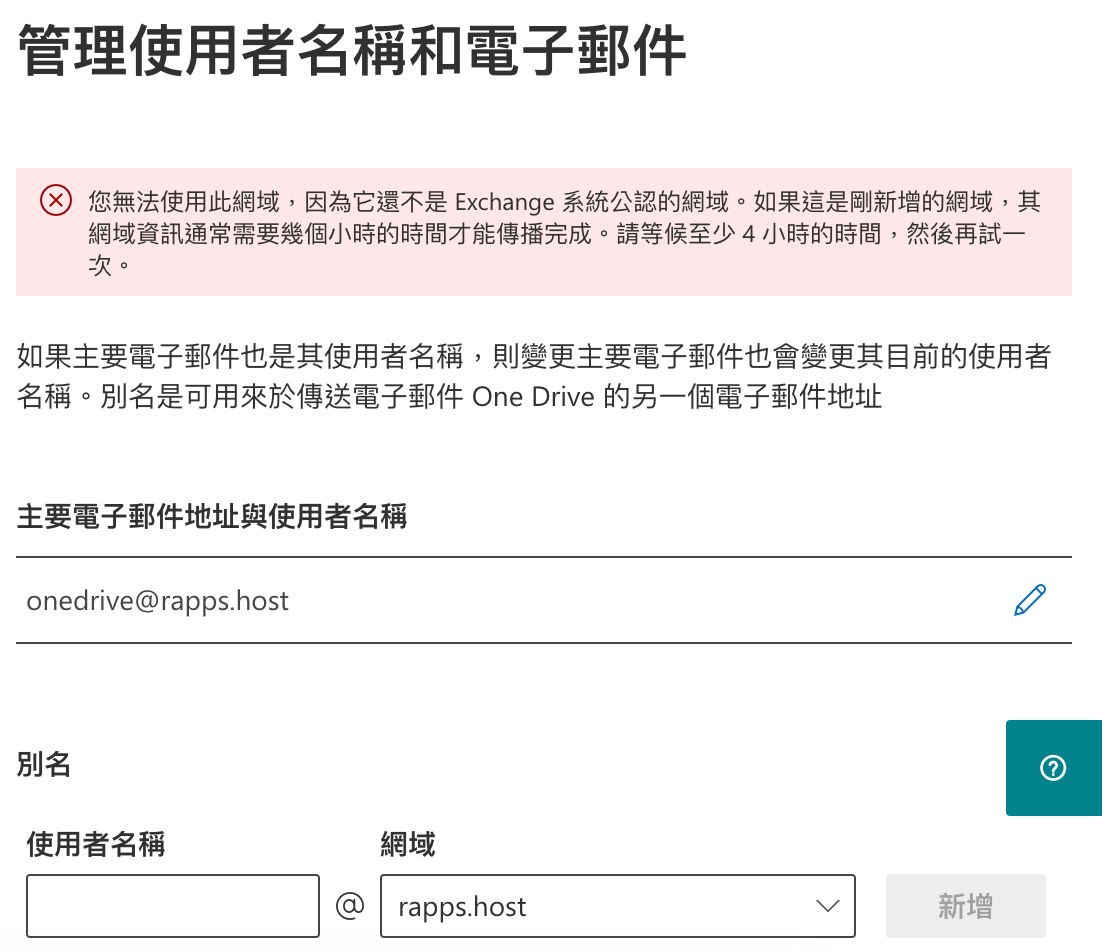 管理使用者名稱和電子郵件
您無法使用此網域，因為它還不是 Exchange 系統公認的網域。如果這是剛新增的網域，其
網域資訊通常需要幾個小時的時間才能傳播完成。請等候至少 4 小時的時間，然後再試一
次。
如果主要電子郵件也是其使用者名稱，則變更主要電子郵件也會變更其目前的使用者
名稱。別名是可用來於傳送電子郵件 One Drive 的另一個電子郵件地址
主要電子郵件地址與使用者名稱
onedrive@rapps.host
別名
使用者名稱 網域
@ rapps.host 新增